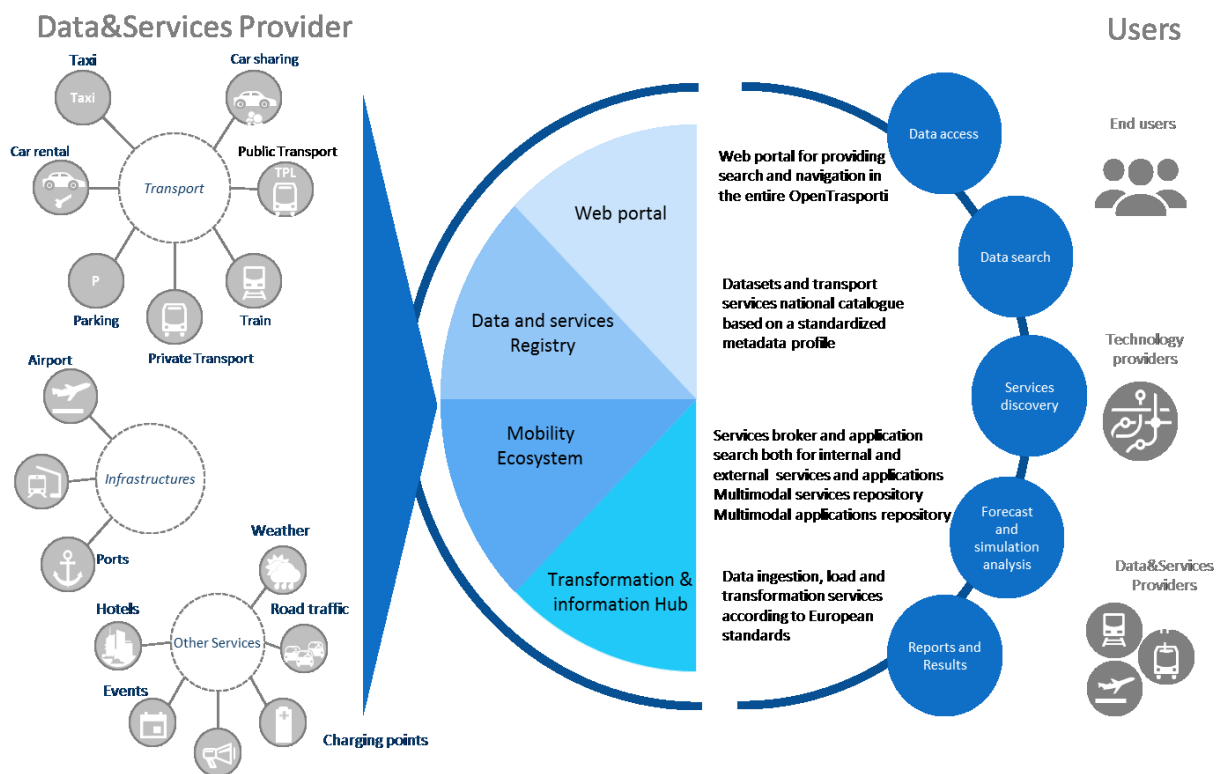 Data&Services Provider
Users
Taxi
Taxi
Car sharing
Car rental
Public Transport
TPL
Transport
P
Parking
Private Transport
Train
Airport
Infrastructures
Ports
Weather
Hotels
Road traffic
Other Services
Events
Charging points
Web portal
Data and services
Registry
Mobility
Ecosystem
Transformation &
information Hub
Web portal for providing
search and navigation in
the entire OpenTrasporti
Datasets and transport
services national catalogue
based on a standardized
metadata profile
Services broker and application
search both for internal and
external services and applications
Multimodal services repository
Multimodal applications repository
Data ingestion, load and
transformation services
according to European
standards
Data access
Data search
Services
discovery
Forecast
and
simulation
analysis
Reports and
Results
End users
Technology
providers
Data&Services
Providers